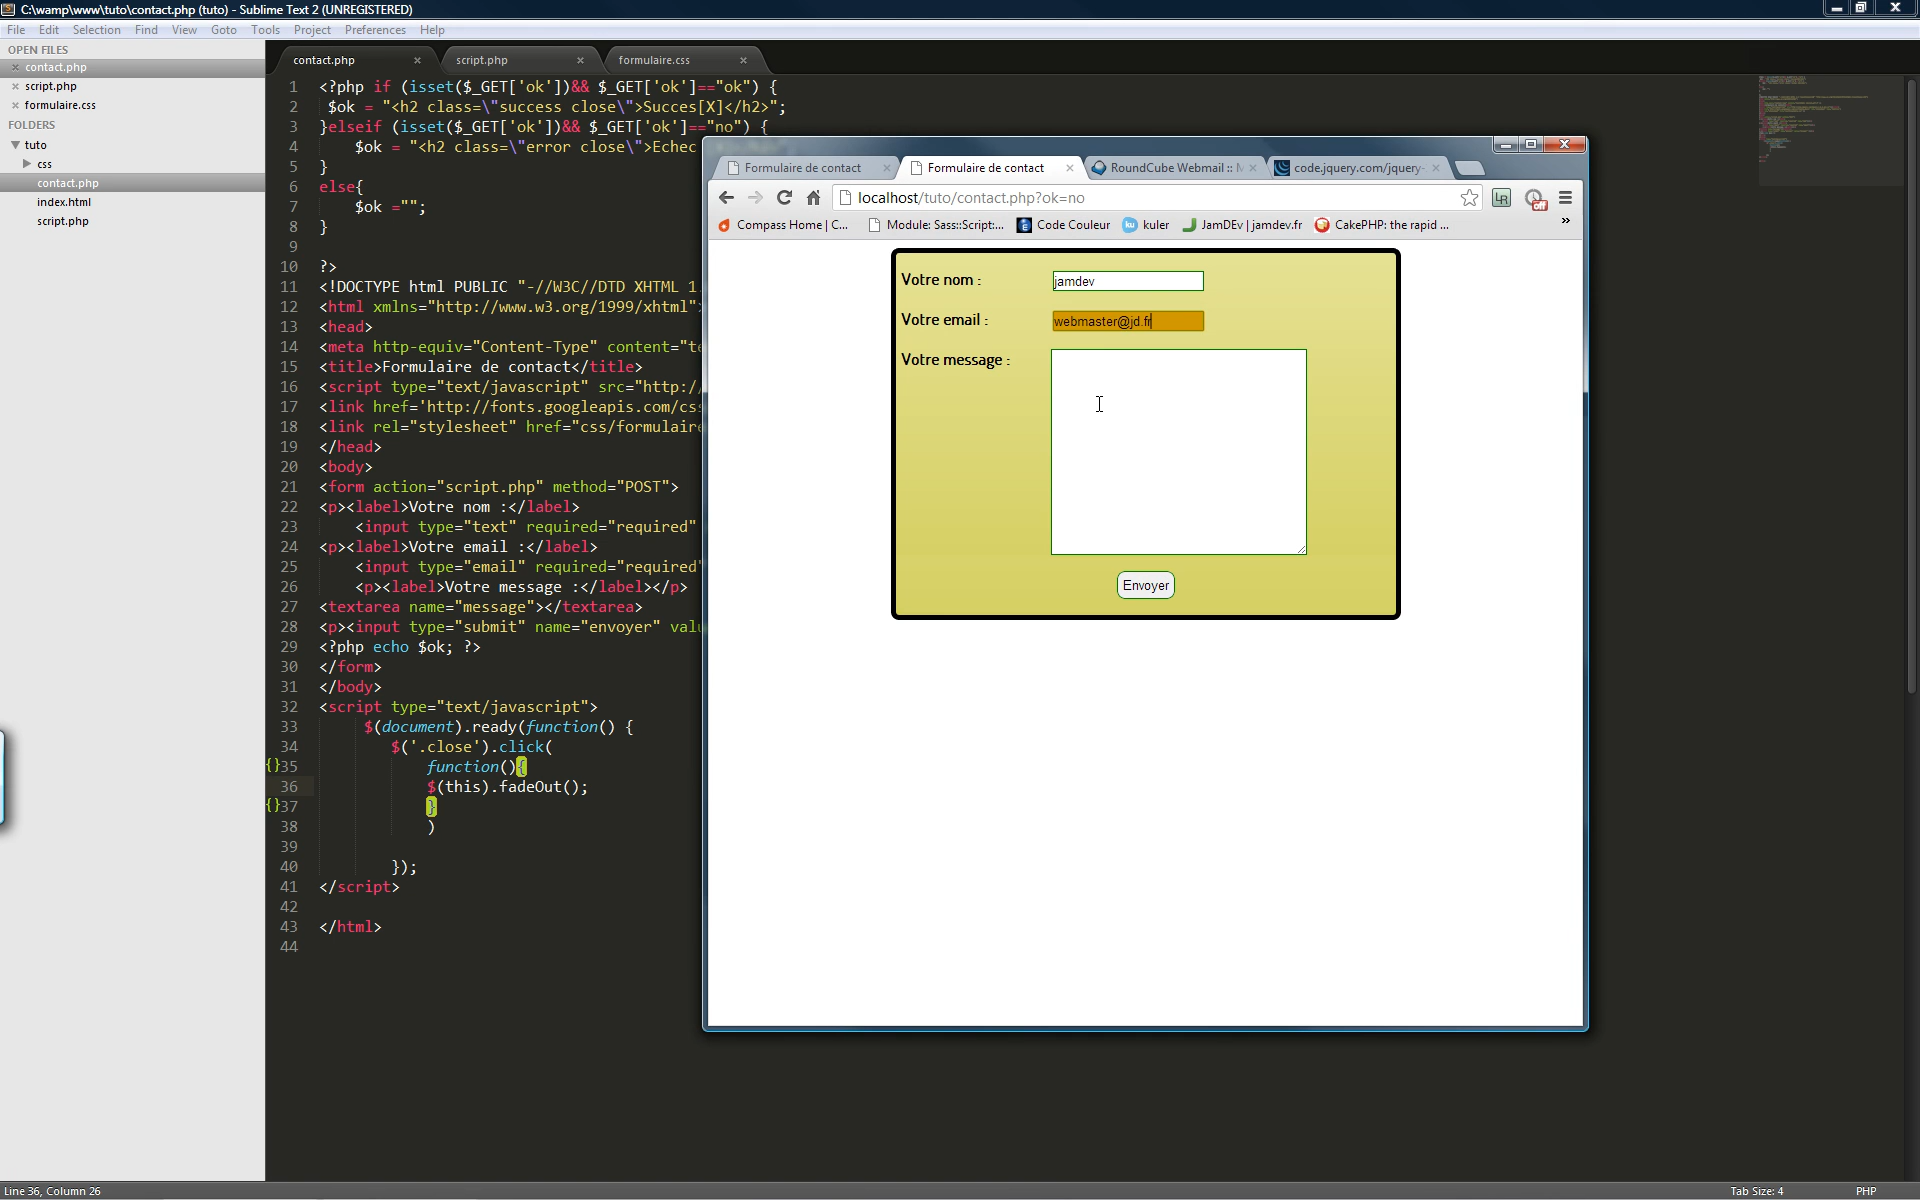 C:\wamp\www\tuto\contact.php (tuto) - Sublime Text 2 (UNREGISTERED)
File Edit Selection Find View Goto Tools Project Preferences Help
OPEN FILES
contact.php
script.php
formulaire.css
FOLDERS
tuto
css
contact.php
index.html
script.php
contact.php script.php formulaire.css
1 <?php if (isset($_GET['ok'])&& $_GET['ok']=="ok") {
2 $ok = "<h2 class=\"success close\">Succes[X]</h2>";
3 }elseif (isset($_GET['ok'])&& $_GET['ok']=="no") {
4 $ok = "<h2 class=\"error close\">Echec
5 }
6 else{
7 $ok ="";
8 }
9
10 ?>
11 <!DOCTYPE html PUBLIC "-//W3C//DTD XHTML 1.
12 <html xmlns="http://www.w3.org/1999/xhtml">
13 <head>
14 <meta http-equiv="Content-Type" content="te
15 <title>Formulaire de contact</title>
16 <script type="text/javascript" src="http:/
17 <link href='http://fonts.googleapis.com/css
18 <link rel="stylesheet" href="css/formulaire
19 </head>
20 <body>
21 <form action="script.php" method="POST">
22 <p><label>Votre nom :</label>
23 <input type="text" required="required"
24 <p><label>Votre email :</label>
25 <input type="email" required="required"
26 <p><label>Votre message :</label></p>
27 <textarea name="message"></textarea>
28 <p><input type="submit" name="envoyer" valu
29 <?php echo $ok; ?>
30 </form>
31 </body>
32 <script type="text/javascript">
33 $(document).ready(function() {
34 $('.close').click(
{}35 function(){
36 $(this).fadeOut();
{}37 }
38 )
39
40 });
41 </script>
42
43 </html>
44
Formulaire de contact Formulaire de contact RoundCube Webmail :: code.jquery.com/jquery-
localhost/tuto/contact.php?ok=no
Compass Home | C... Module: Sass::Script:... Code Couleur kuler JamDEv | jamdev.fr CakePHP: the rapid ... »
Votre nom : jamdev
Votre email : webmaster@jd.fr
Votre message :
Envoyer
Line 36, Column 26 Tab Size: 4 PHP